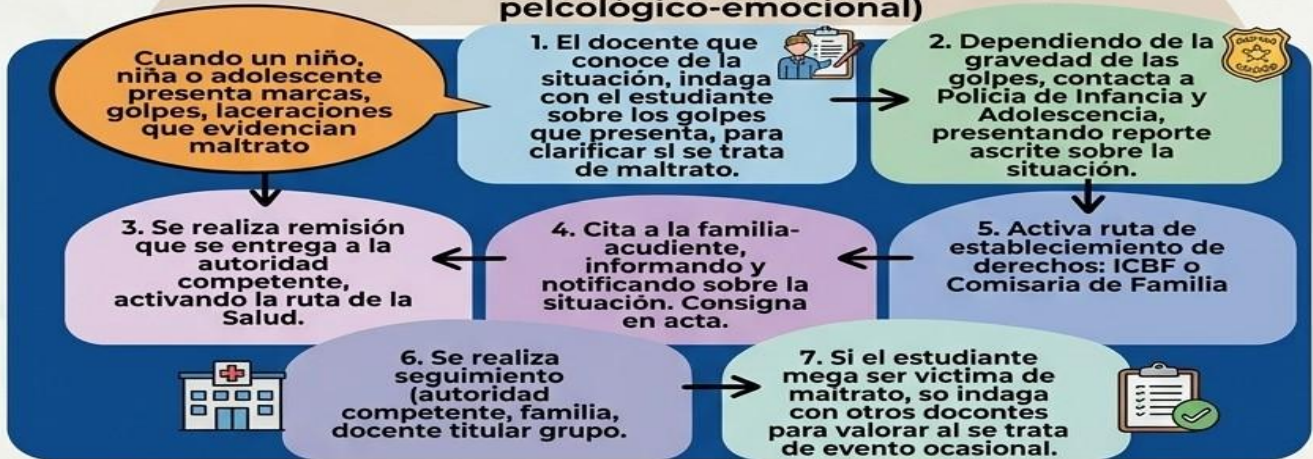 pelcológico-emocional)
Cuando un niño,
niña o adolescente
presenta marcas,
golpes, laceraciones
que evidencian
maltrato
1. El docente que
conoce de la
situación, indaga
con el estudiante
sobre los golpes
que presenta, para
clarificar sl se trata
de maltrato.
2. Dependiendo de la
gravedad de las
golpes, contacta a
Policia de Infancia y
Adolescencia,
presentando reporte
ascrite sobre la
situación.
3. Se realiza remisión
que se entrega a la
autoridad
competente,
activando la ruta de la
Salud.
4. Cita a la familia-
acudiente,
informando y
notificando sobre la
situación. Consigna
en acta.
5. Activa ruta de
estableciemiento de
derechos: ICBF o
Comisaria de Familia
6. Se realiza
seguimiento
(autoridad
competente, familia,
docente titular grupo.
7. Si el estudiante
mega ser victima de
maitrato, so indaga
con otros docontes
para valorar al se trata
de evento ocasional.